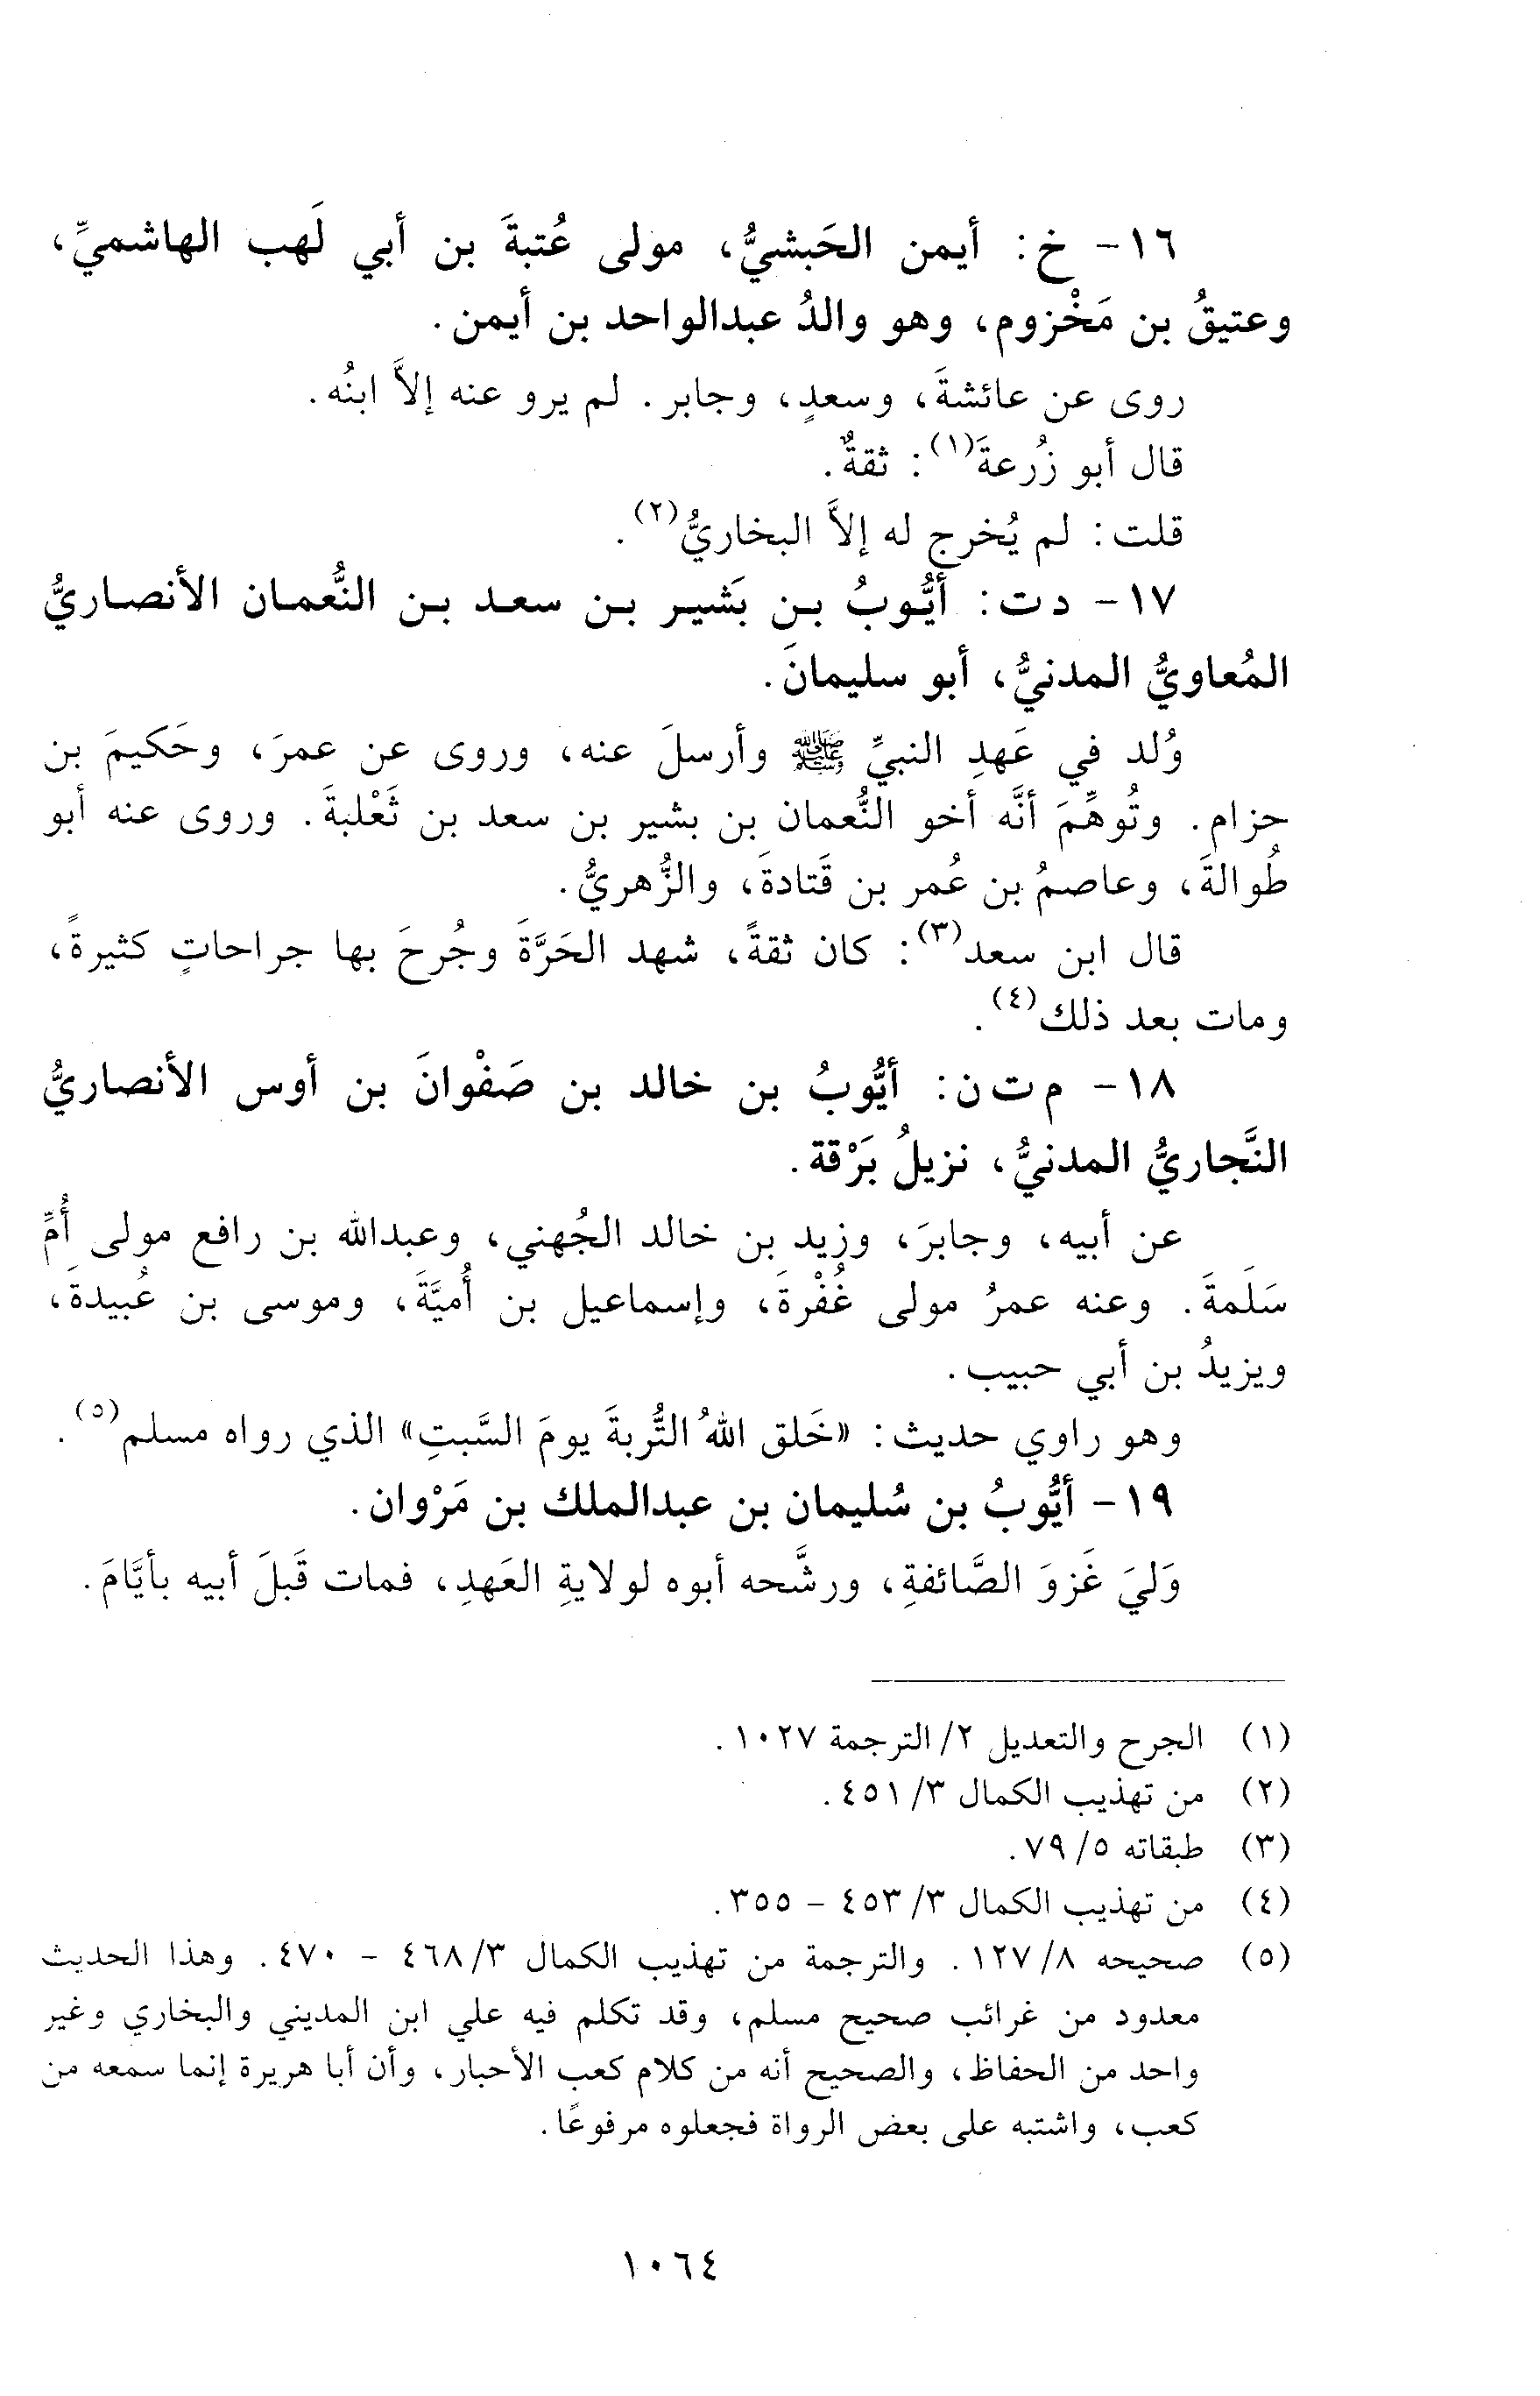 ١٦- خ: أيمن الحَبشيُّ، مولى عُتبةَ بن أبي لَهب الهاشميِّ،
وعتيقُ بن مَخْزوم، وهو والدُ عبدالواحد بن أيمن.
روى عن عائشةَ، وسعدٍ، وجابر. لم يرو عنه إلاَّ ابنُه.
قال أبو زُرعةَ(١): ثقةٌ.
قلت: لم يُخرج له إلاَّ البخاريُّ(٢).
١٧- د ت: أيُّوبُ بن بَشير بن سعد بن النُّعمان الأنصاريُّ
المُعاويُّ المدنيُّ، أبو سليمانَ.
وُلد في عَهدِ النبيِّ ﷺ وأرسلَ عنه، وروى عن عمرَ، وحَكيمَ بن
حزام. وتُوهِّمَ أنَّه أخو النُّعمان بن بشير بن سعد بن ثَعْلبةَ. وروى عنه أبو
طُوالةَ، وعاصمُ بن عُمر بن قَتادةَ، والزُّهريُّ.
قال ابن سعد(٣): كان ثقةً، شهد الحَرَّةَ وجُرحَ بها جراحاتٍ كثيرةً،
ومات بعد ذلك(٤).
١٨- م ت ن: أيُّوبُ بن خالد بن صَفْوانَ بن أوس الأنصاريُّ
النَّجاريُّ المدنيُّ، نزيلُ بَرْقة.
عن أبيه، وجابرَ، وزيد بن خالد الجُهني، وعبدالله بن رافع مولى أُمِّ
سَلَمةَ. وعنه عمرُ مولى غُفْرةَ، وإسماعيل بن أُميَّةَ، وموسى بن عُبيدةَ،
ويزيدُ بن أبي حبيب.
وهو راوي حديث: «خَلق اللهُ التُّربةَ يومَ السَّبتِ» الذي رواه مسلم(٥).
١٩- أيُّوبُ بن سُليمان بن عبدالملك بن مَرْوان.
وَليَ غَزوَ الصَّائفةِ، ورشَّحه أبوه لولايةِ العَهدِ، فمات قَبلَ أبيه بأيَّامَ.
(١) الجرح والتعديل ٢/ الترجمة ١٠٢٧.
(٢) من تهذيب الكمال ٣/ ٤٥١.
(٣) طبقاته ٥/ ٧٩.
(٤) من تهذيب الكمال ٣/ ٤٥٣ - ٣٥٥.
(٥) صحيحه ٨/ ١٢٧. والترجمة من تهذيب الكمال ٣/ ٤٦٨ - ٤٧٠. وهذا الحديث
معدود من غرائب صحيح مسلم، وقد تكلم فيه علي ابن المديني والبخاري وغير
واحد من الحفاظ، والصحيح أنه من كلام كعب الأحبار، وأن أبا هريرة إنما سمعه من
كعب، واشتبه على بعض الرواة فجعلوه مرفوعًا.
١٠٦٤